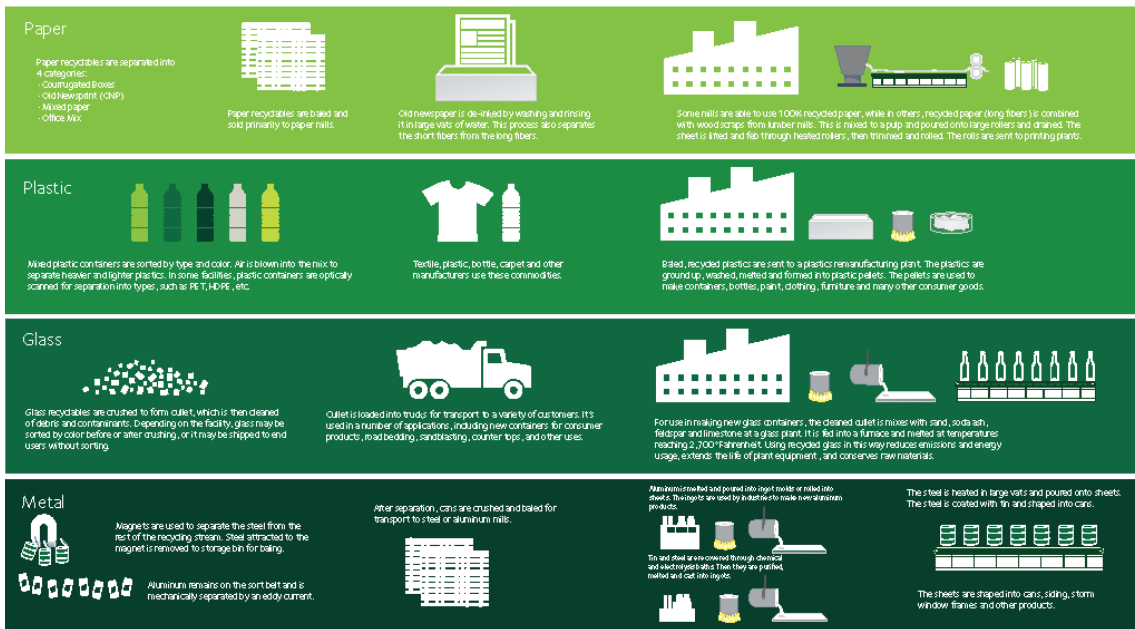 Paper
Paper recyclables are separated into
4 categories:
· Courrugated Boxes
· Old Newsprint (ONP)
· Mixed paper
· Office Mix
Paper recyclables are baled and
sold primarily to paper mills.
Old newspaper is de-inked by washing and rinsing
it in large vats of water. This process also separates
the short fibers from the long fibers.
Some mills are able to use 100% recycled paper, while in others, recycled paper (long fibers) is combined
with wood scraps from lumber mills. This is mixed to a pulp and poured onto large rollers and drained. The
sheet is lifted and feb through heated rollers, then trimmed and rolled. The rolls are sent to printing plants.
Plastic
Mixed plastic containers are sorted by type and color. Air is blown into the mix to
separate heavier and lighter plastics. In some facilities, plastic containers are optically
scanned for separation into types, such as PET, HDPE, etc.
Textile, plastic, bottle, carpet and other
manufacturers use these commodities.
Baled, recycled plastics are sent to a plastics remanufacturing plant. The plastics are
ground up, washed, melted and formed into plastic pellets. The pellets are used to
make containers, bottles, paint, clothing, furniture and many other consumer goods.
Glass
Glass recyclables are crushed to form cullet, which is then cleaned
of debris and contaminants. Depending on the facility, glass may be
sorted by color before or after crushing, or it may be shipped to end
users without sorting.
Cullet is loaded into trucks for transport to a variety of customers. It's
used in a number of applications, including new containers for consumer
products, road bedding, sandblasting, counter tops, and other uses.
For use in making new glass containers, the cleaned cullet is mixes with sand, soda ash,
feldspar and limestone at a glass plant. It is fed into a furnace and melted at temperatures
reaching 2,700° Fahrenheit. Using recycled glass in this way reduces emissions and energy
usage, extends the life of plant equipment, and conserves raw materials.
Metal
Magnets are used to separate the steel from the
rest of the recycling stream. Steel attracted to the
magnet is removed to storage bin for baling.
Aluminum remains on the sort belt and is
mechanically separated by an eddy current.
After separation, cans are crushed and baled for
transport to steel or aluminum mills.
Aluminum is melted and poured into ingot molds or rolled into
sheets. The ingots are used by industries to make new aluminum
products.
Tin and steel are recovered through chemical
and electrolysis baths. Then they are purified,
melted and cast into ingots.
The steel is heated in large vats and poured onto sheets.
The steel is coated with tin and shaped into cans.
The sheets are shaped into cans, siding, storm
window frames and other products.